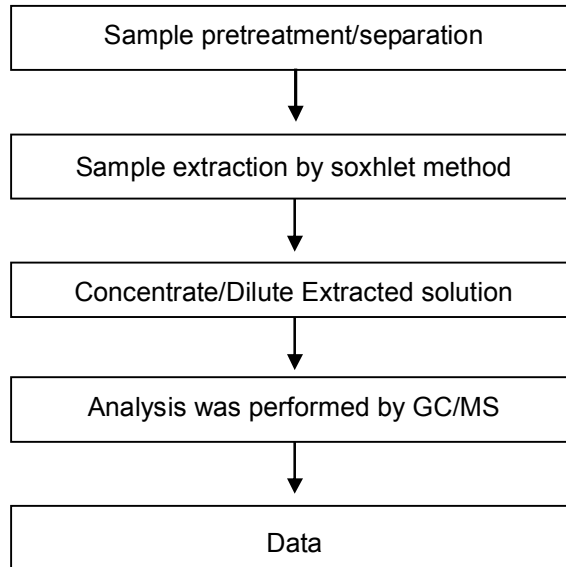 Sample pretreatment/separation
Sample extraction by soxhlet method
Concentrate/Dilute Extracted solution
Analysis was performed by GC/MS
Data